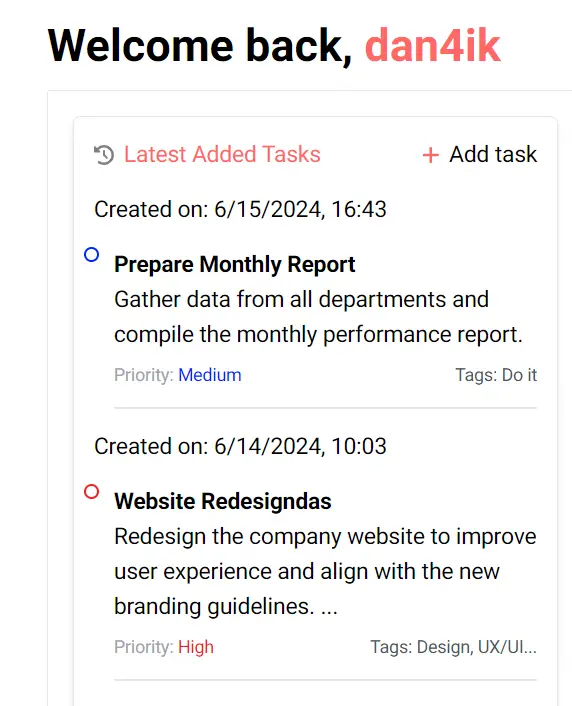 Welcome back, dan4ik
Latest Added Tasks
+ Add task
Created on: 6/15/2024, 16:43
Prepare Monthly Report
Gather data from all departments and
compile the monthly performance report.
Priority: Medium
Tags: Do it
Created on: 6/14/2024, 10:03
Website Redesigndas
Redesign the company website to improve
user experience and align with the new
branding guidelines. ...
Priority: High
Tags: Design, UX/UI...